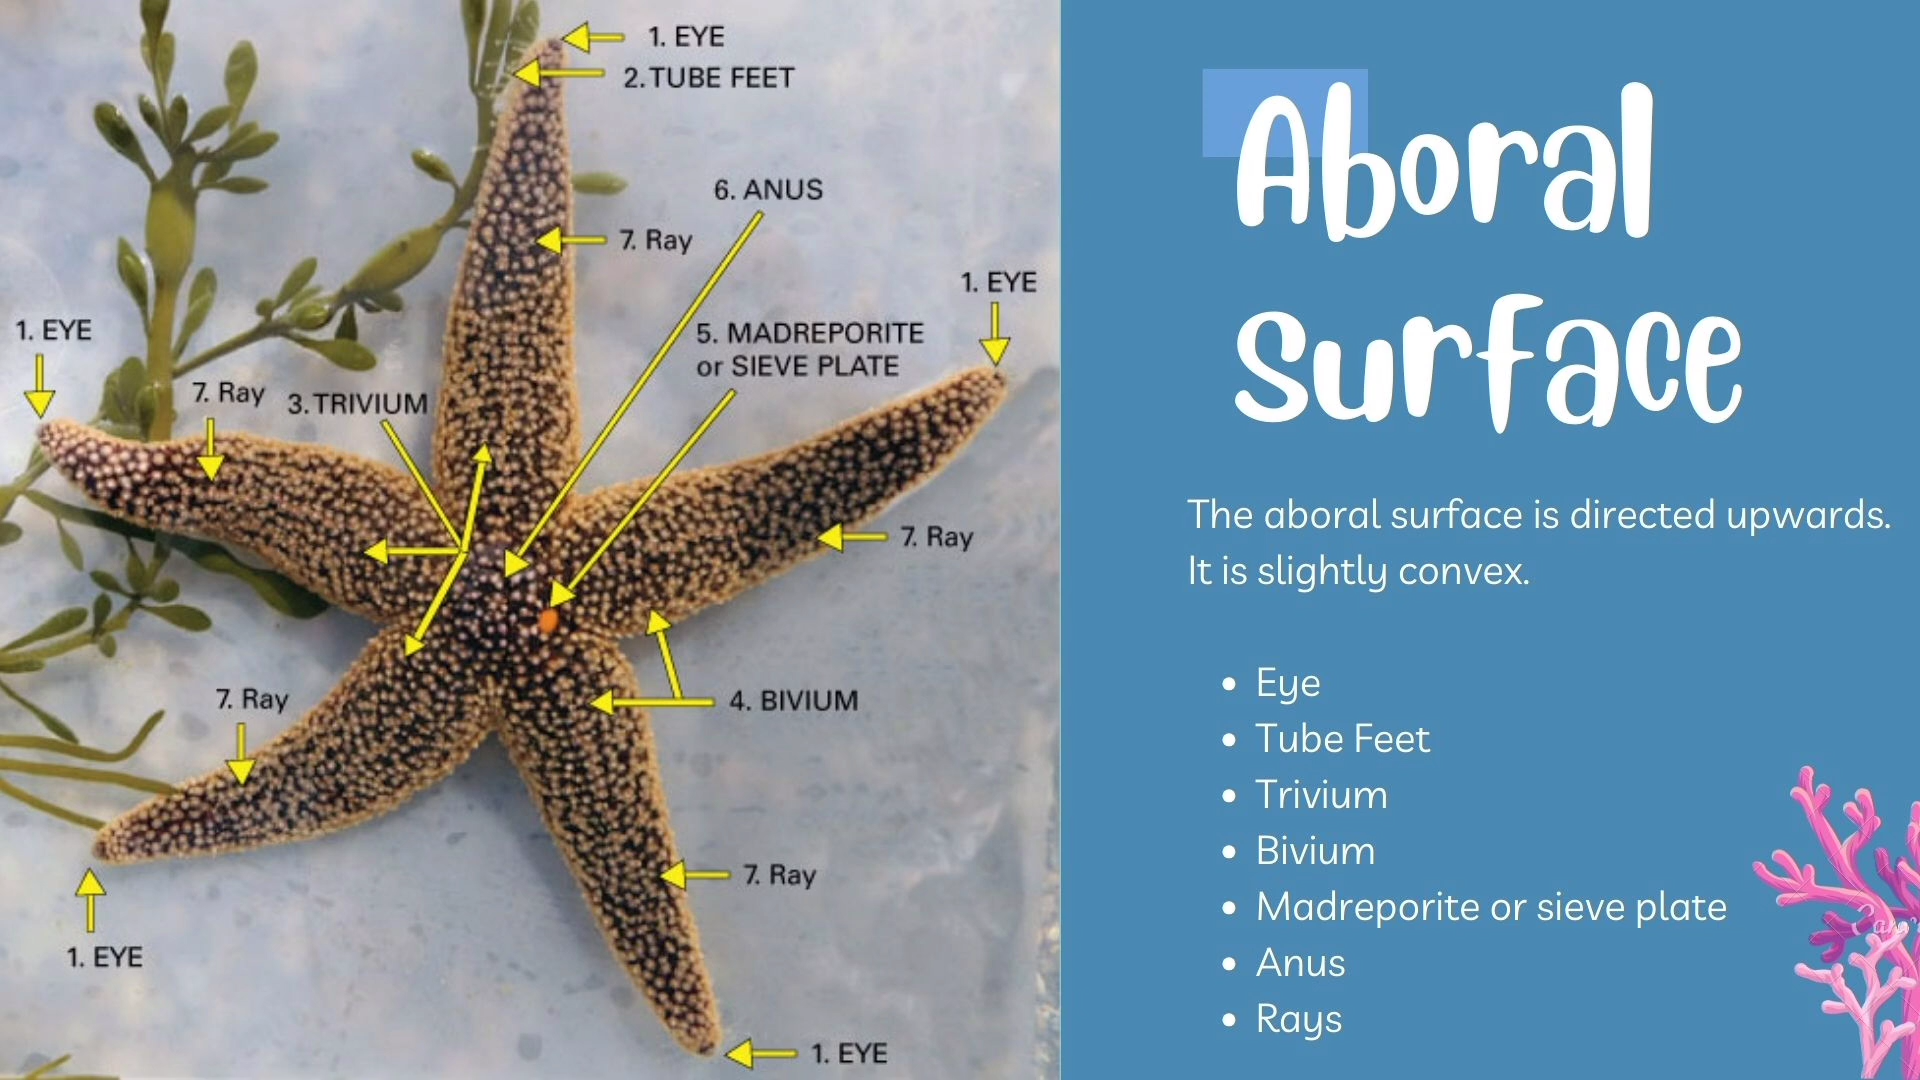 1. EYE
2. TUBE FEET
6. ANUS
7. Ray
1. EYE
5. MADREPORITE
or SIEVE PLATE
1. EYE
7. Ray
3. TRIVIUM
7. Ray
7. Ray
4. BIVIUM
7. Ray
1. EYE
1. EYE
Aboral
surface
The aboral surface is directed upwards.
It is slightly convex.
• Eye
• Tube Feet
• Trivium
• Bivium
• Madreporite or sieve plate
• Anus
• Rays